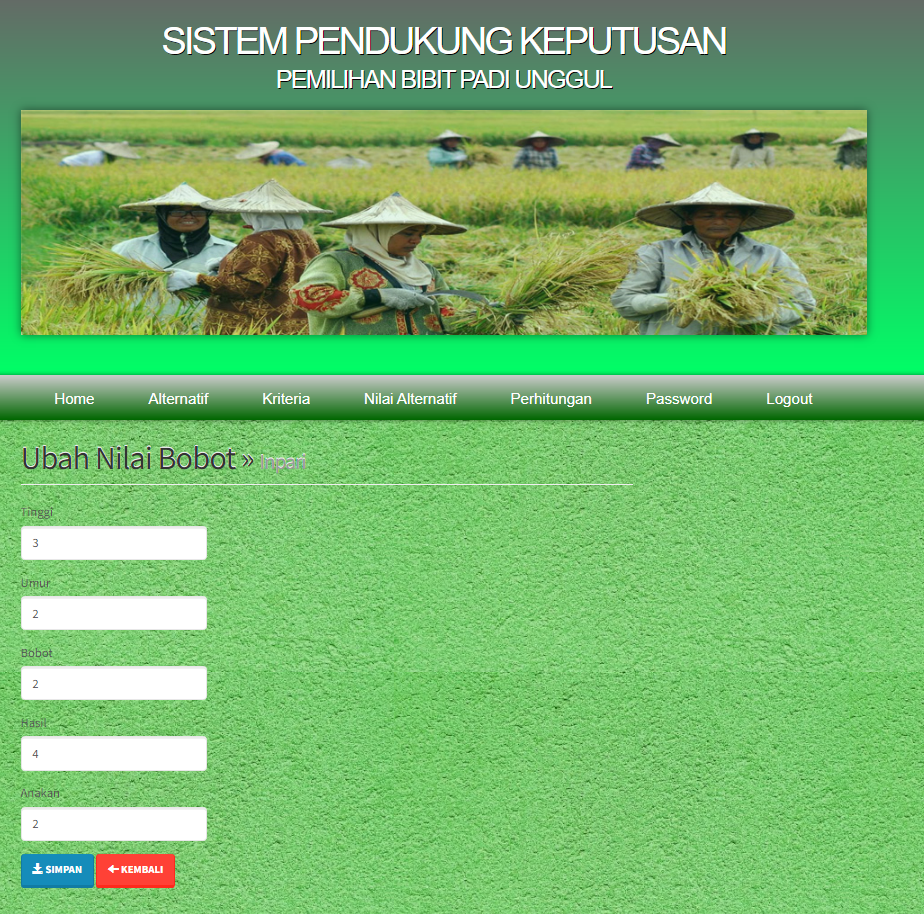 SISTEM PENDUKUNG KEPUTUSAN
PEMILIHAN BIBIT PADI UNGGUL
Home Alternatif Kriteria Nilai Alternatif Perhitungan Password Logout
Ubah Nilai Bobot » Inpari
Tinggi
3
Umur
2
Bobot
2
Hasil
4
Anakan
2
SIMPAN KEMBALI